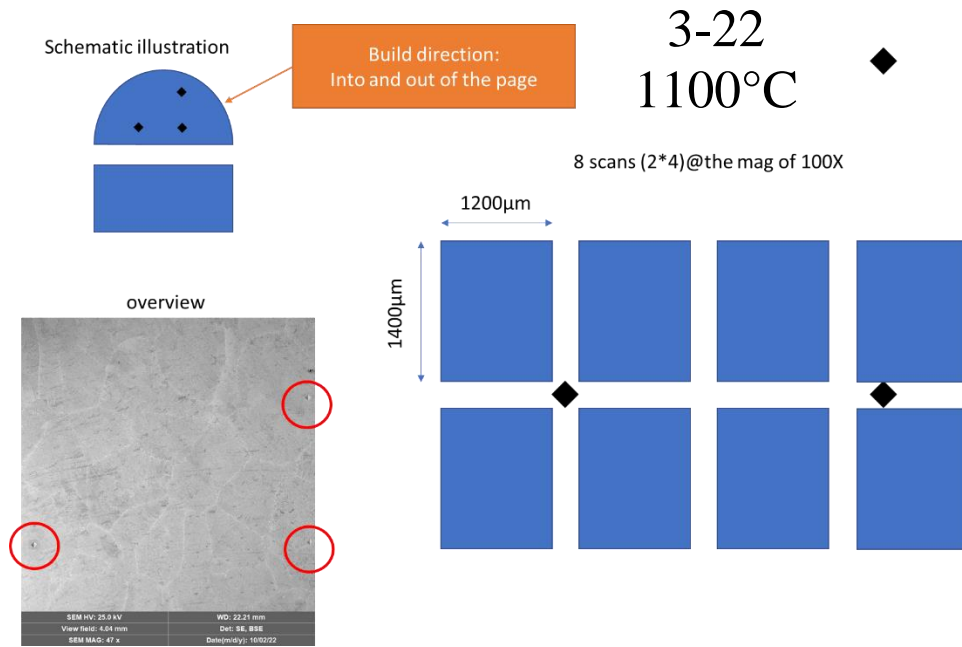 Schematic illustration
Build direction:
Into and out of the page
3-22
1100°C
8 scans (2*4)@the mag of 100X
1200μm
1400μm
overview
SEM HV: 25.0 kV
WD: 22.21 mm
View field: 4.04 mm
Det: SE, BSE
SEM MAG: 47 x
Date(m/d/y): 10/02/22